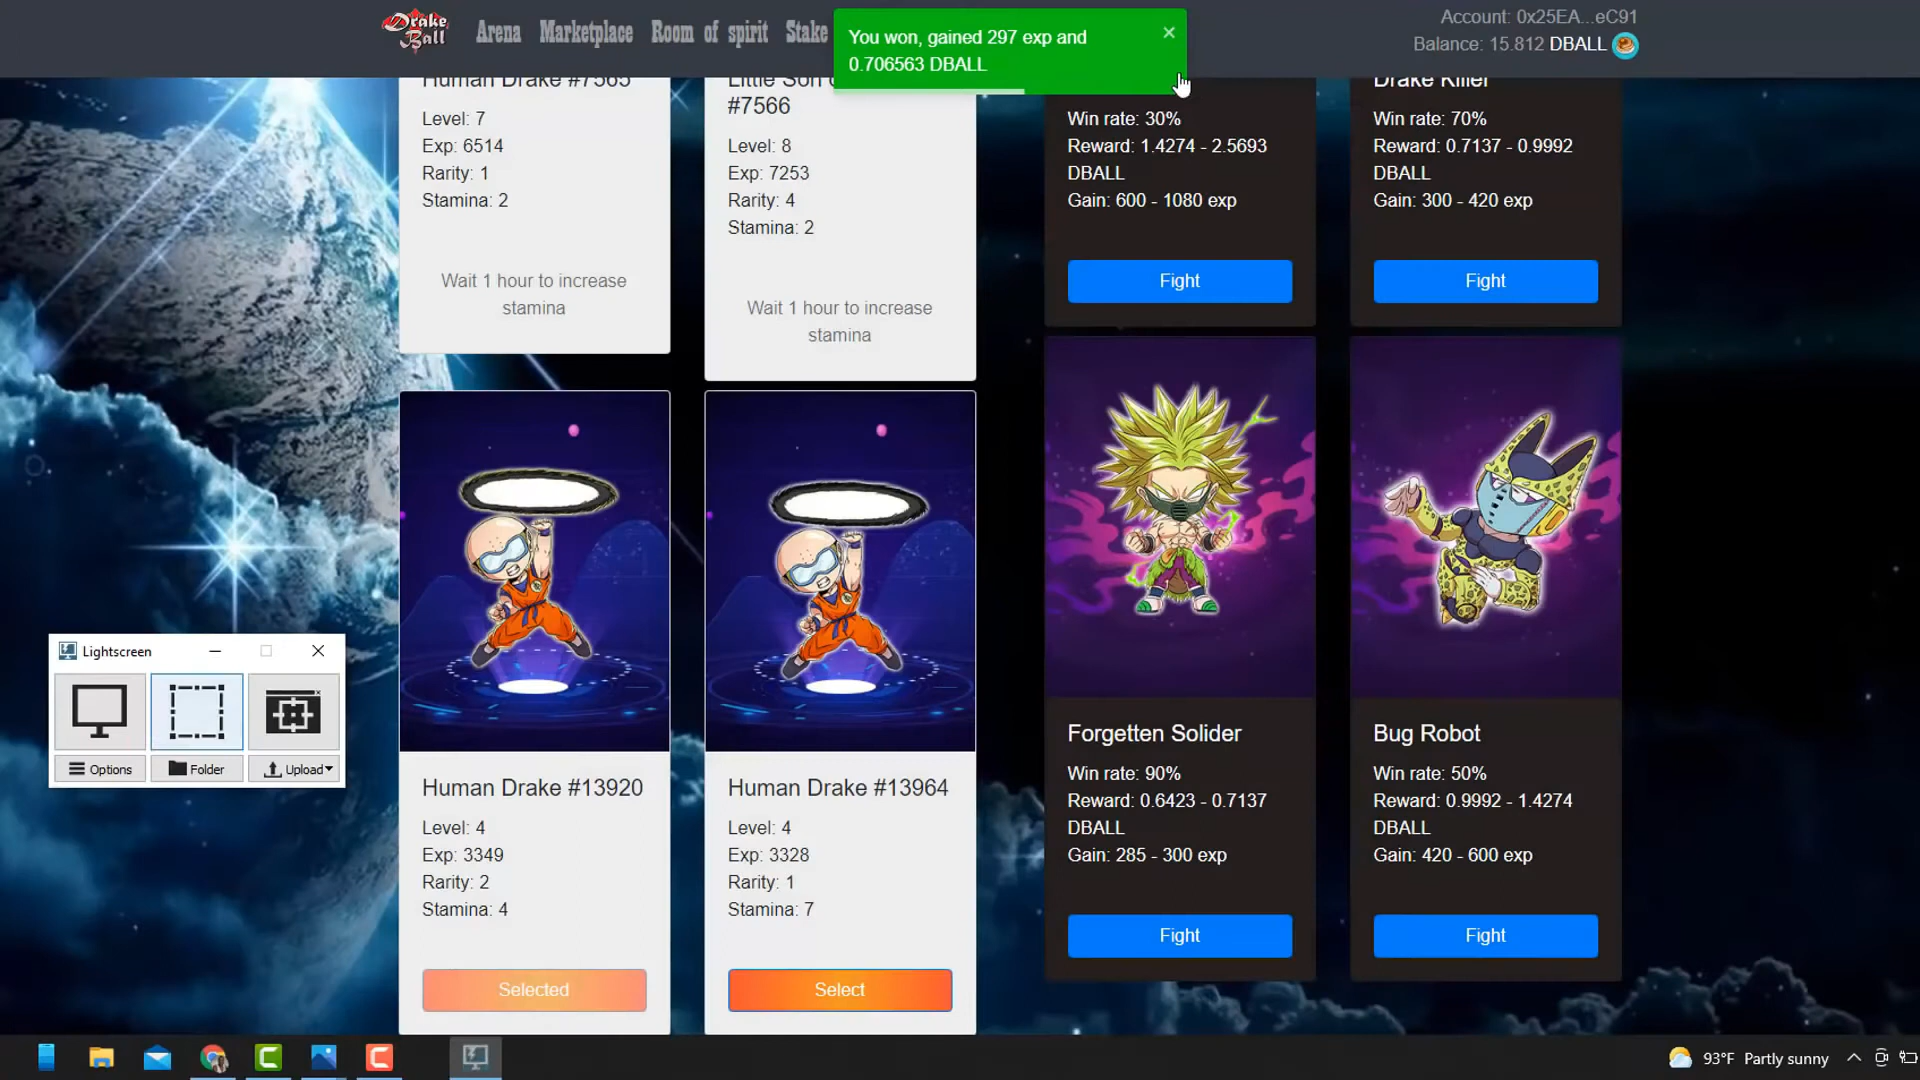 Drake
Ball
Arena
Marketplace
Room of spirit
Stake
You won, gained 297 exp and
0.706563 DBALL
×
Account: 0x25EA...eC91
Balance: 15.812 DBALL
Human Drake #7565
Level: 7
Exp: 6514
Rarity: 1
Stamina: 2
Wait 1 hour to increase
stamina
Little Son
#7566
Level: 8
Exp: 7253
Rarity: 4
Stamina: 2
Wait 1 hour to increase
stamina
Win rate: 30%
Reward: 1.4274 - 2.5693
DBALL
Gain: 600 - 1080 exp
Fight
Drake Killer
Win rate: 70%
Reward: 0.7137 - 0.9992
DBALL
Gain: 300 - 420 exp
Fight
Lightscreen
Options
Folder
Upload
Human Drake #13920
Level: 4
Exp: 3349
Rarity: 2
Stamina: 4
Selected
Human Drake #13964
Level: 4
Exp: 3328
Rarity: 1
Stamina: 7
Select
Forgetten Solider
Win rate: 90%
Reward: 0.6423 - 0.7137
DBALL
Gain: 285 - 300 exp
Fight
Bug Robot
Win rate: 50%
Reward: 0.9992 - 1.4274
DBALL
Gain: 420 - 600 exp
Fight
93°F Partly sunny